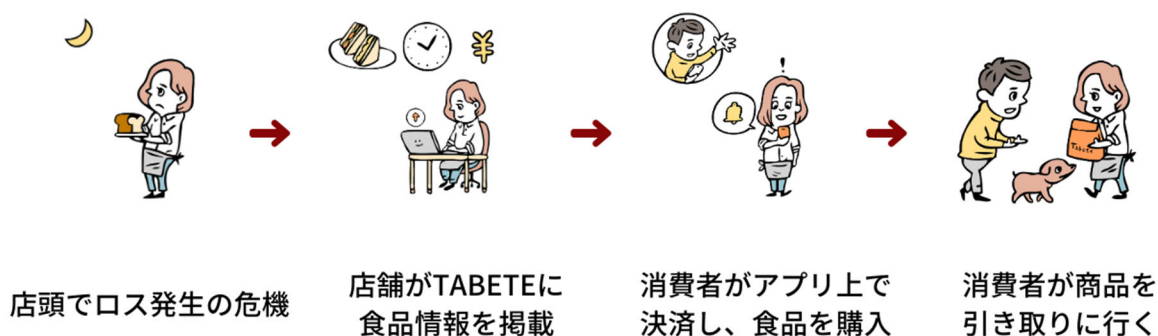 ¥
Tabete
店頭でロス発生の危機
店舗がTABETEに
食品情報を掲載
消費者がアプリ上で
決済し、食品を購入
消費者が商品を
引き取りに行く